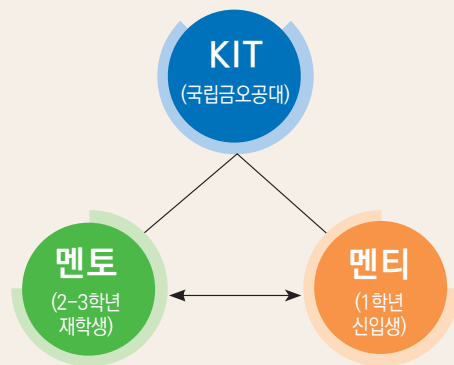 KIT
(국립금오공대)
멘토
(2-3학년
재학생)
멘티
(1학년
신입생)